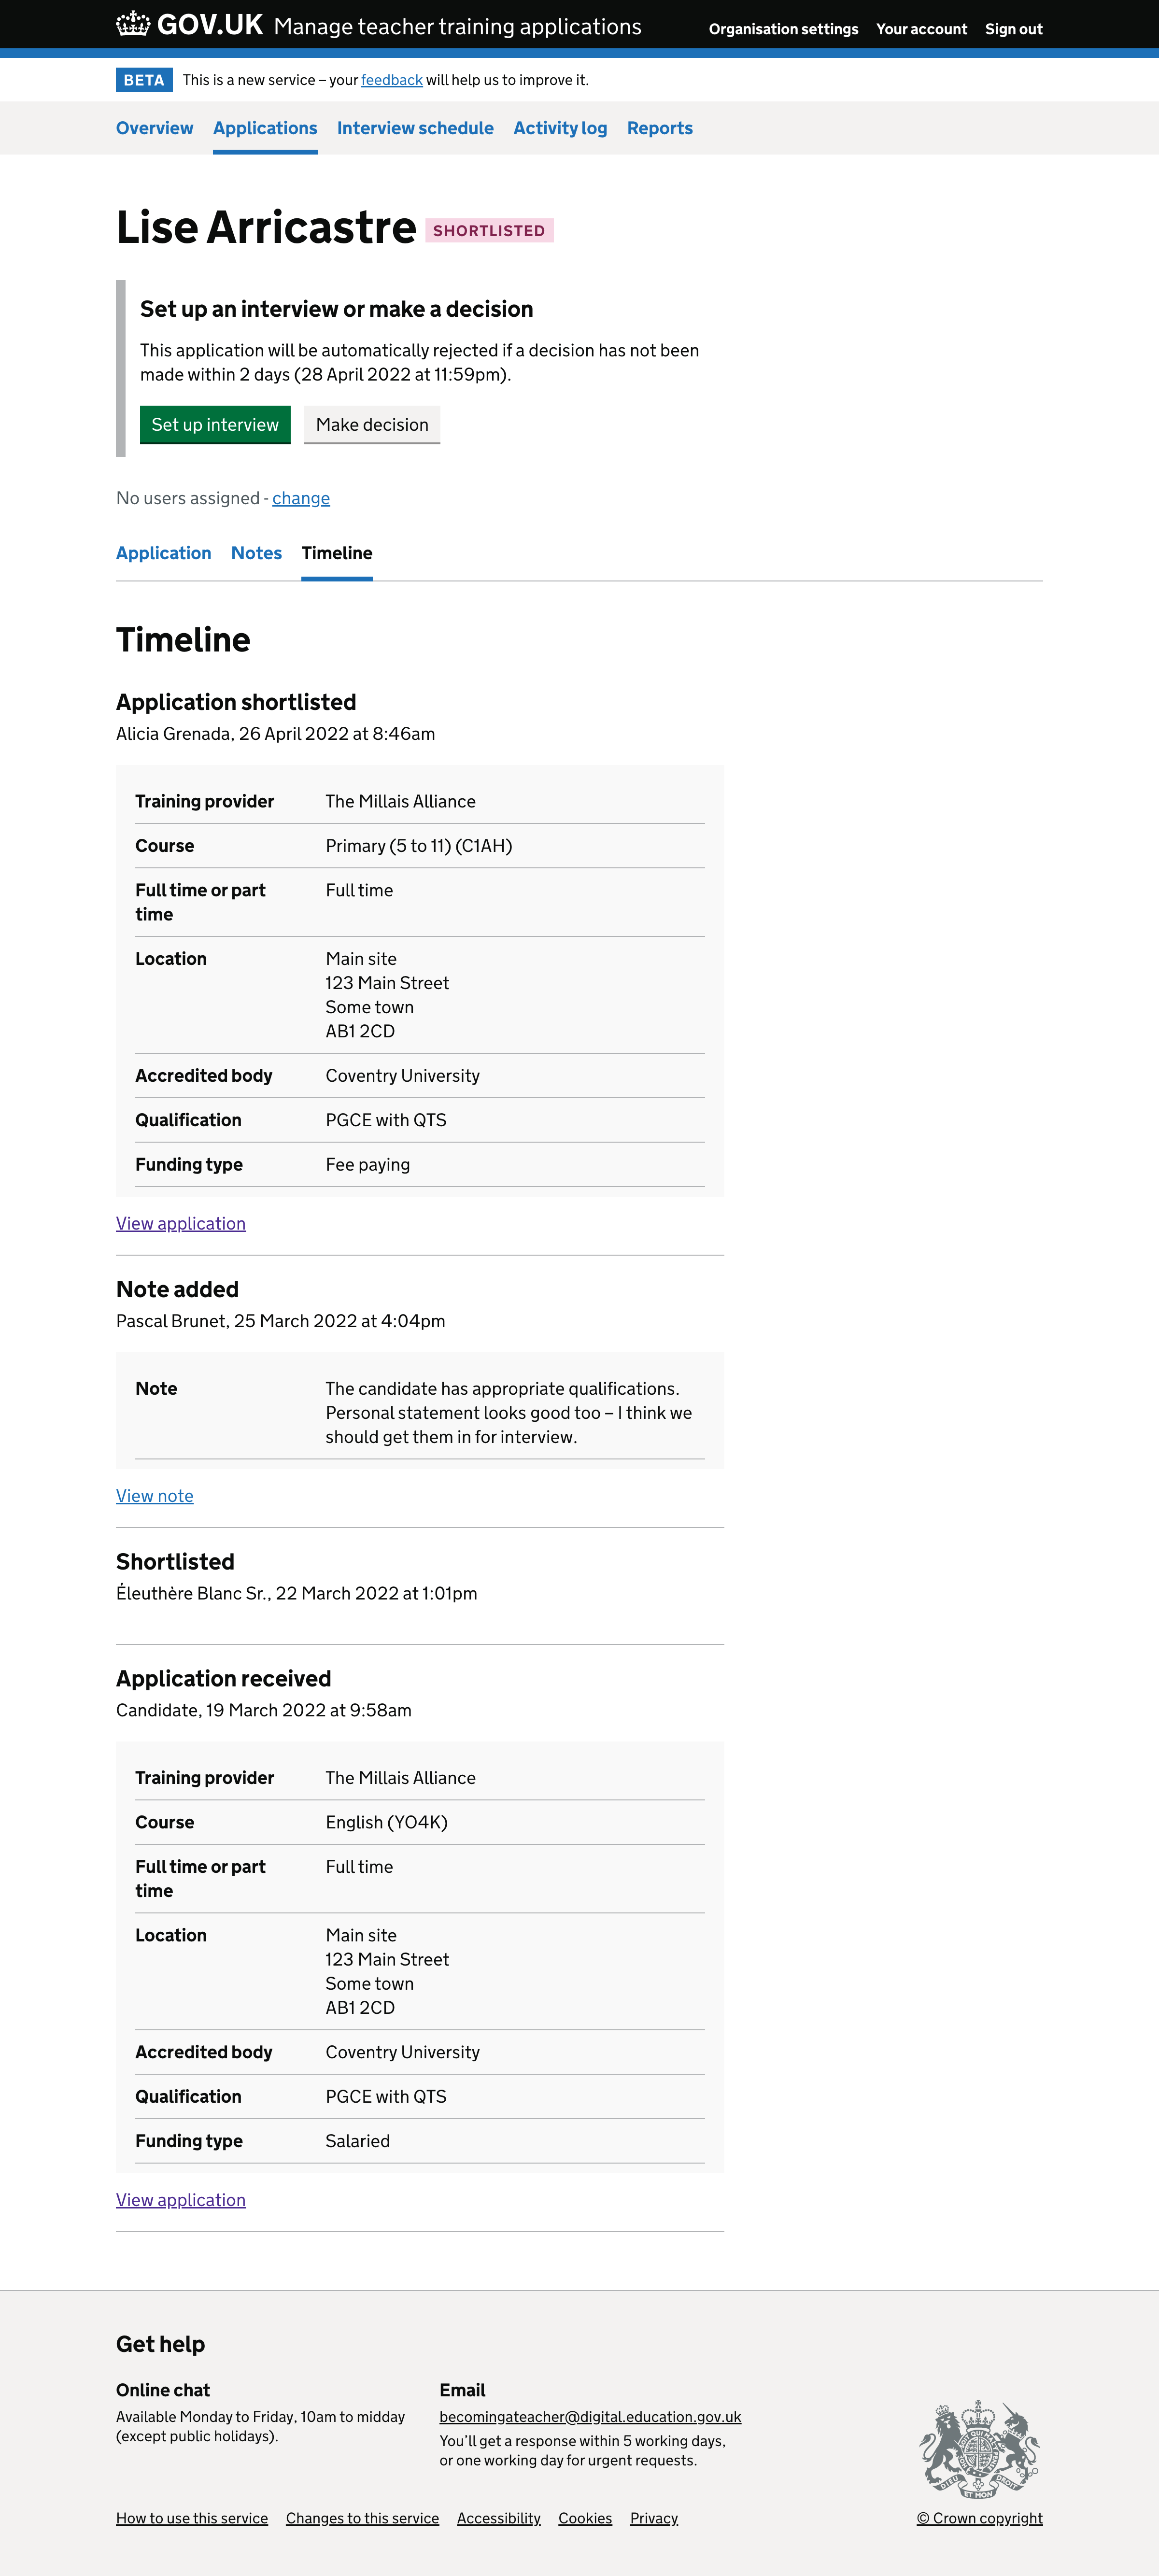 GOV.UK Manage teacher training applications
Organisation settings Your account Sign out
BETA This is a new service – your feedback will help us to improve it.
Overview Applications Interview schedule Activity log Reports
Lise Arricastre SHORTLISTED
Set up an interview or make a decision
This application will be automatically rejected if a decision has not been
made within 2 days (28 April 2022 at 11:59pm).
Set up interview Make decision
No users assigned - change
Application Notes Timeline
Timeline
Application shortlisted
Alicia Grenada, 26 April 2022 at 8:46am
Training provider The Millais Alliance
Course Primary (5 to 11) (C1AH)
Full time or part Full time
time
Location Main site
123 Main Street
Some town
AB1 2CD
Accredited body Coventry University
Qualification PGCE with QTS
Funding type Fee paying
View application
Note added
Pascal Brunet, 25 March 2022 at 4:04pm
Note The candidate has appropriate qualifications.
Personal statement looks good too – I think we
should get them in for interview.
View note
Shortlisted
Éleuthère Blanc Sr., 22 March 2022 at 1:01pm
Application received
Candidate, 19 March 2022 at 9:58am
Training provider The Millais Alliance
Course English (YO4K)
Full time or part Full time
time
Location Main site
123 Main Street
Some town
AB1 2CD
Accredited body Coventry University
Qualification PGCE with QTS
Funding type Salaried
View application
Get help
Online chat
Available Monday to Friday, 10am to midday
(except public holidays).
Email
becomingateacher@digital.education.gov.uk
You'll get a response within 5 working days,
or one working day for urgent requests.
DIEU ET MON DROIT
How to use this service Changes to this service Accessibility Cookies Privacy
© Crown copyright